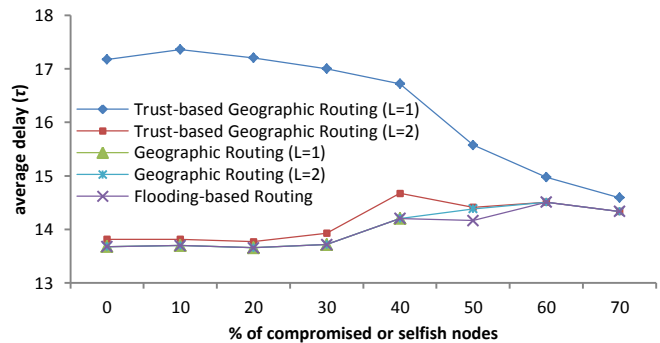 18
17
16
15
14
13
average delay (τ)
Trust-based Geographic Routing (L=1)
Trust-based Geographic Routing (L=2)
Geographic Routing (L=1)
Geographic Routing (L=2)
Flooding-based Routing
0 10 20 30 40 50 60 70
% of compromised or selfish nodes